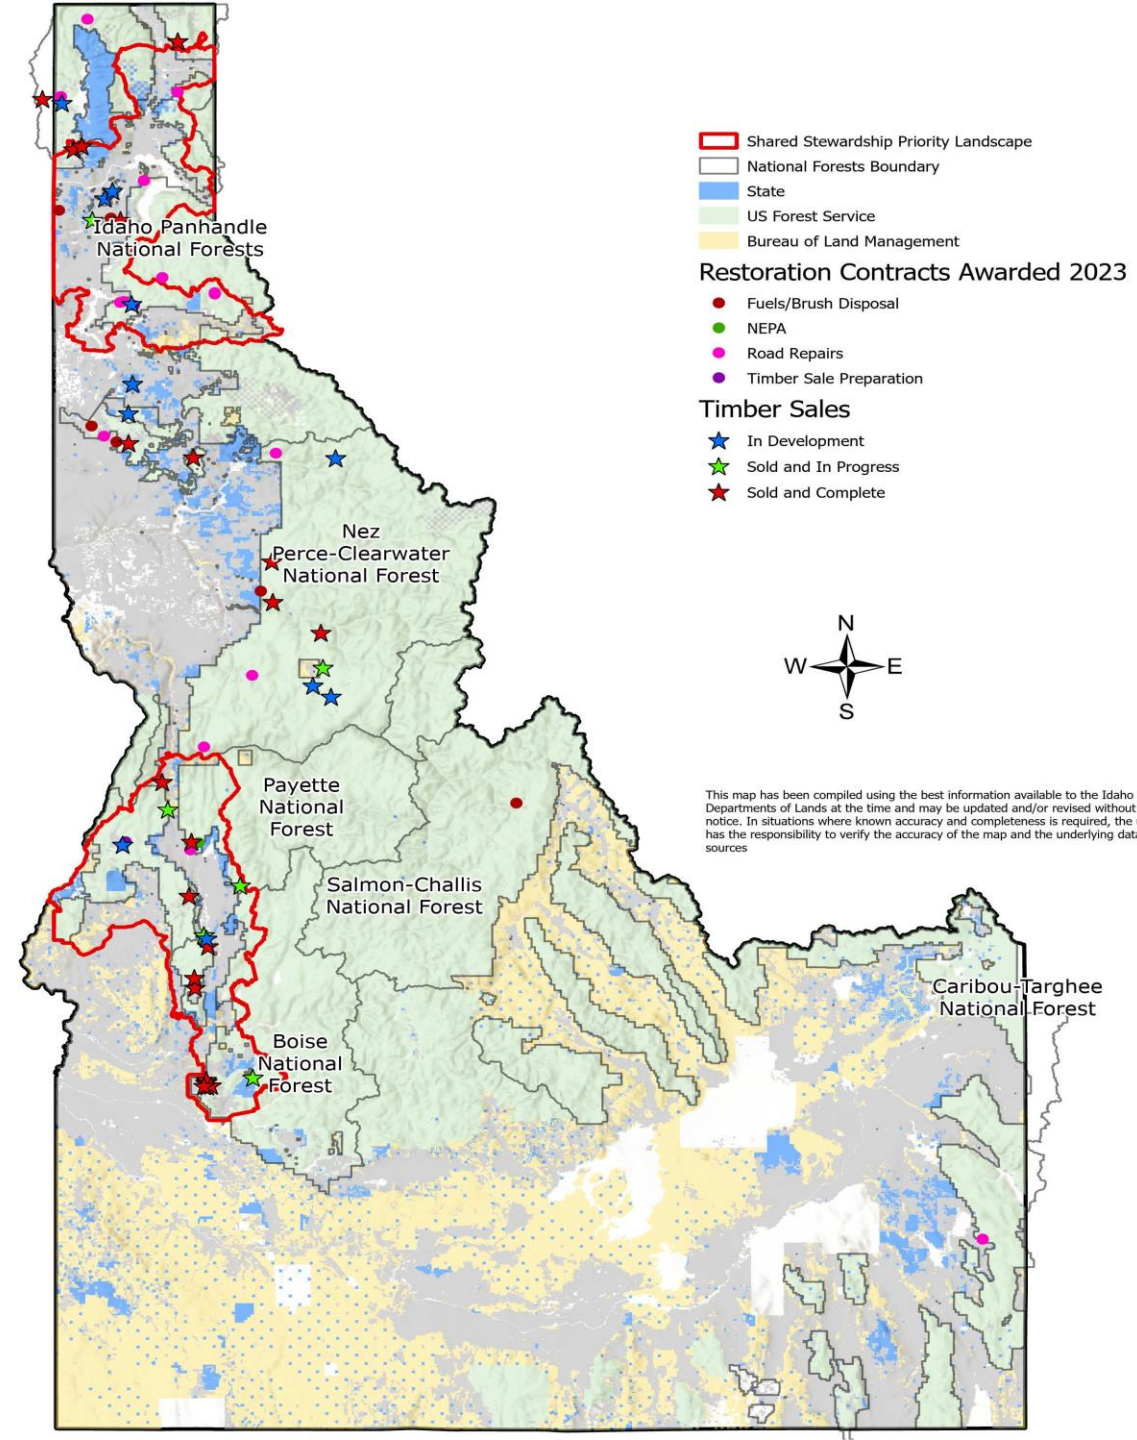 Shared Stewardship Priority Landscape
National Forests Boundary
State
US Forest Service
Bureau of Land Management
Restoration Contracts Awarded 2023
Fuels/Brush Disposal
NEPA
Road Repairs
Timber Sale Preparation
Timber Sales
In Development
Sold and In Progress
Sold and Complete
Idaho Panhandle
National Forests
Nez
Perce-Clearwater
National Forest
N
W E
S
Payette
National
Forest
This map has been compiled using the best information available to the Idaho
Departments of Lands at the time and may be updated and/or revised without
notice. In situations where known accuracy and completeness is required, the
has the responsibility to verify the accuracy of the map and the underlying data
sources
Salmon-Challis
National Forest
Caribou-Targhee
National Forest
Boise
National
Forest